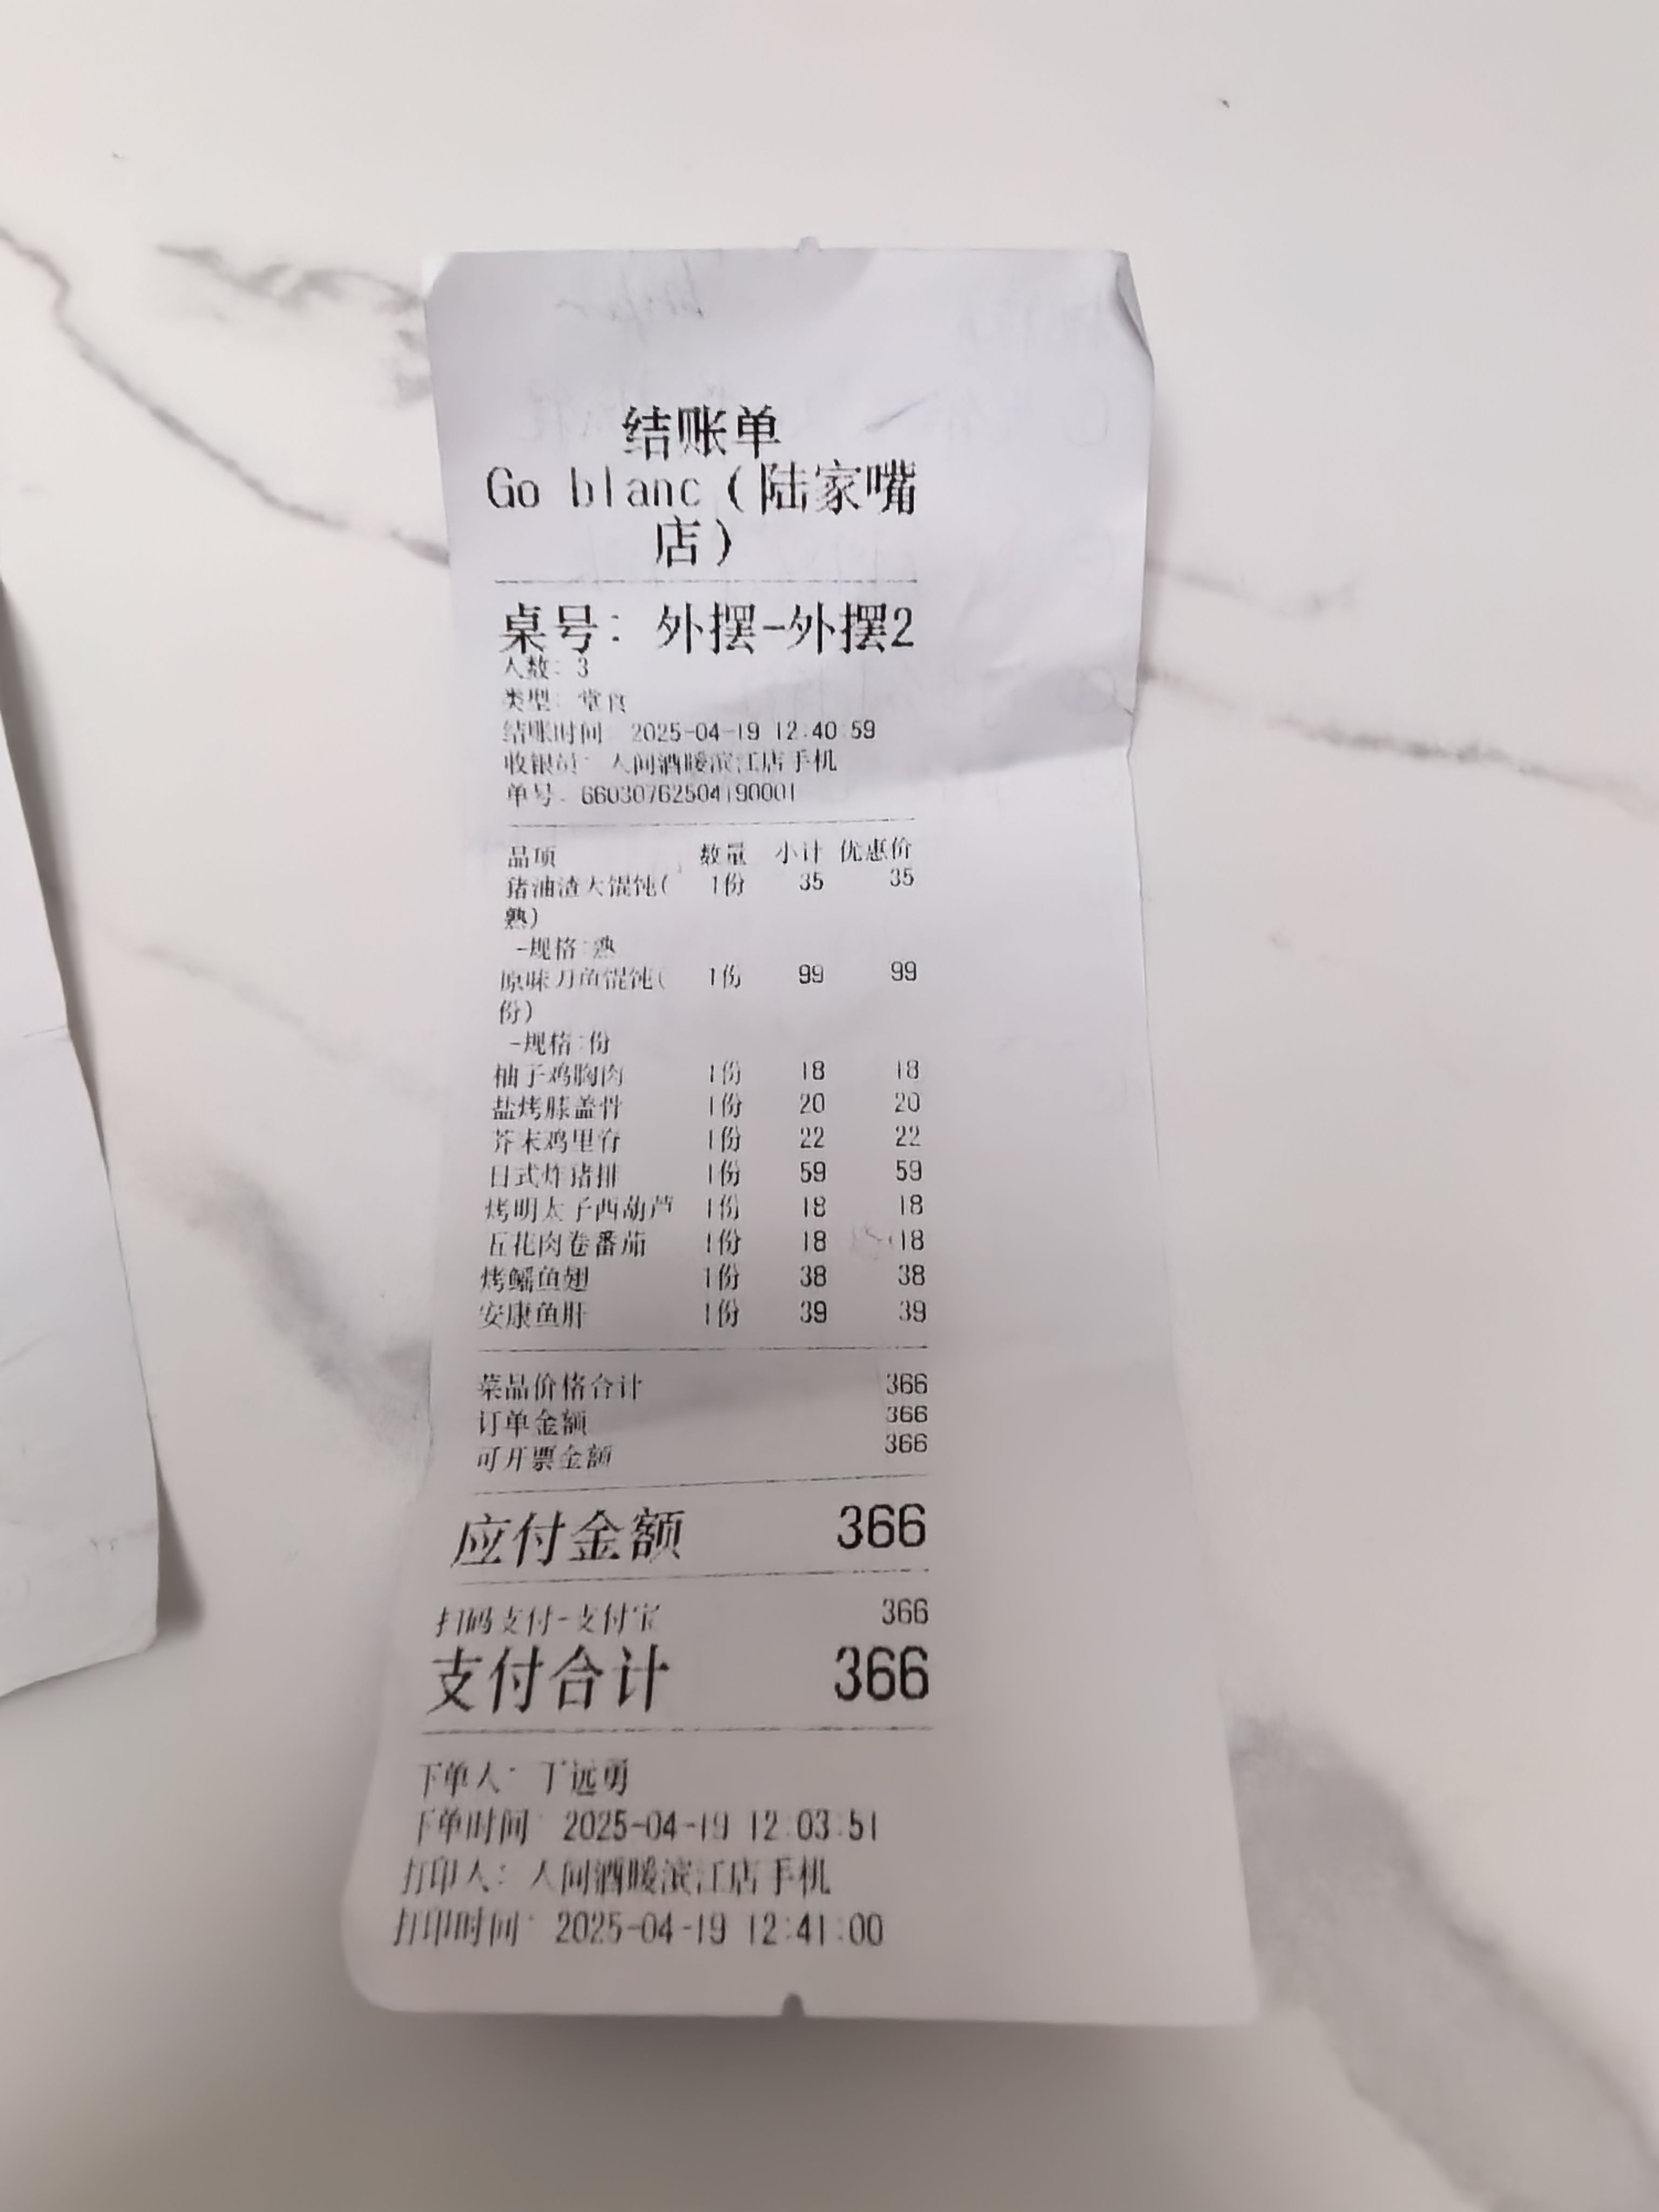 结账单
Go blanc(陆家嘴
店)
桌号: 外摆-外摆2
人数: 3
类型: 堂食
结账时间: 2025-04-19 12:40:59
收银员: 人间酒暖滨江店手机
单号: 66030762504190001
品项 数量 小计 优惠价
猪油渣大馄饨( 1份 35 35
熟)
-规格:熟
原味刀鱼馄饨( 1份 99 99
份)
-规格:份
柚子鸡胸肉 1份 18 18
盐烤膝盖骨 1份 20 20
芥末鸡里脊 1份 22 22
日式炸猪排 1份 59 59
烤明太子西葫芦 1份 18 18
五花肉卷番茄 1份 18 18
烤鳐鱼翅 1份 38 38
安康鱼肝 1份 39 39
菜品价格合计 366
订单金额 366
可开票金额 366
应付金额 366
扫码支付-支付宝 366
支付合计 366
下单人: 丁远勇
下单时间: 2025-04-19 12:03:51
打印人: 人间酒暖滨江店手机
打印时间: 2025-04-19 12:41:00